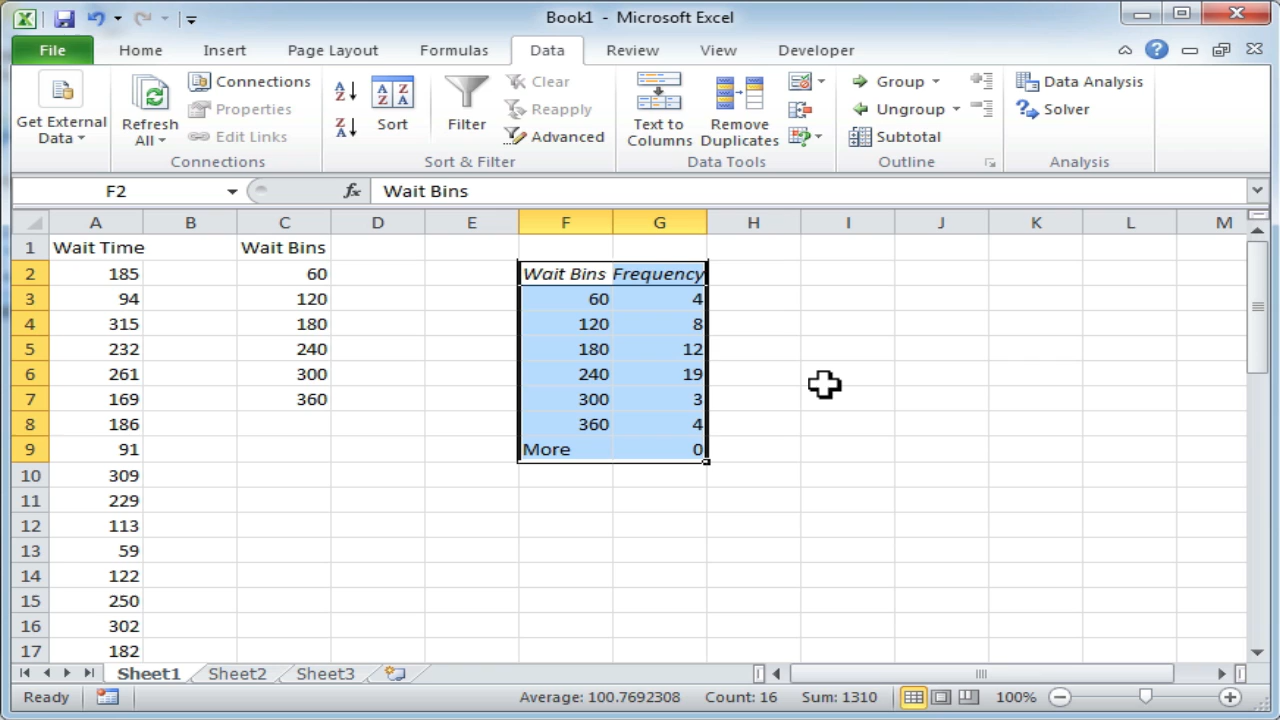 Book1 - Microsoft Excel
File Home Insert Page Layout Formulas Data Review View Developer
Get External Data
Refresh All
Connections
Properties
Edit Links
Connections
Sort
Filter
Clear
Reapply
Advanced
Sort & Filter
Text to Columns
Remove Duplicates
Data Tools
Group
Ungroup
Subtotal
Outline
Data Analysis
Solver
Analysis
F2 fx Wait Bins
A B C D E F G H I J K L M
1 Wait Time Wait Bins
2 185 60 Wait Bins Frequency
3 94 120 60 4
4 315 180 120 8
5 232 240 180 12
6 261 300 240 19
7 169 360 300 3
8 186 360 4
9 91 More 0
10 309
11 229
12 113
13 59
14 122
15 250
16 302
17 182
Sheet1 Sheet2 Sheet3
Ready Average: 100.7692308 Count: 16 Sum: 1310 100%